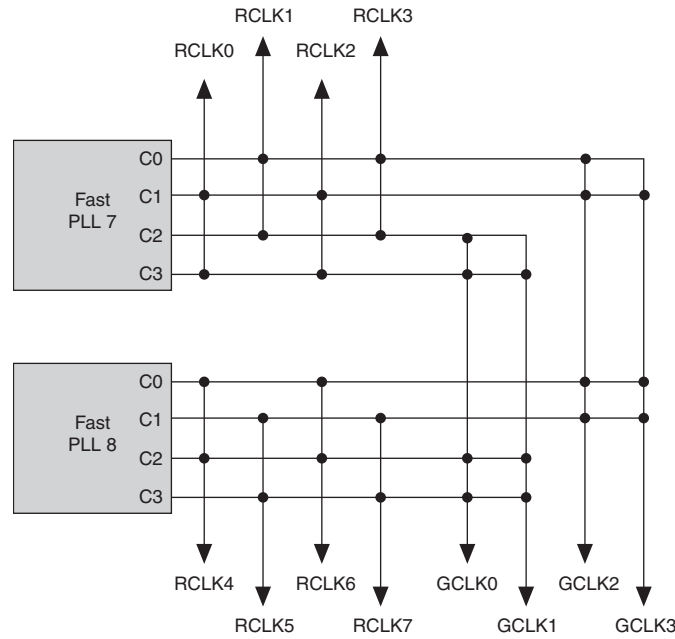 RCLK1
RCLK3
RCLK0
RCLK2
C0
C1
Fast
PLL 7
C2
C3
C0
C1
Fast
PLL 8
C2
C3
RCLK4
RCLK6
GCLK0
GCLK2
RCLK5
RCLK7
GCLK1
GCLK3